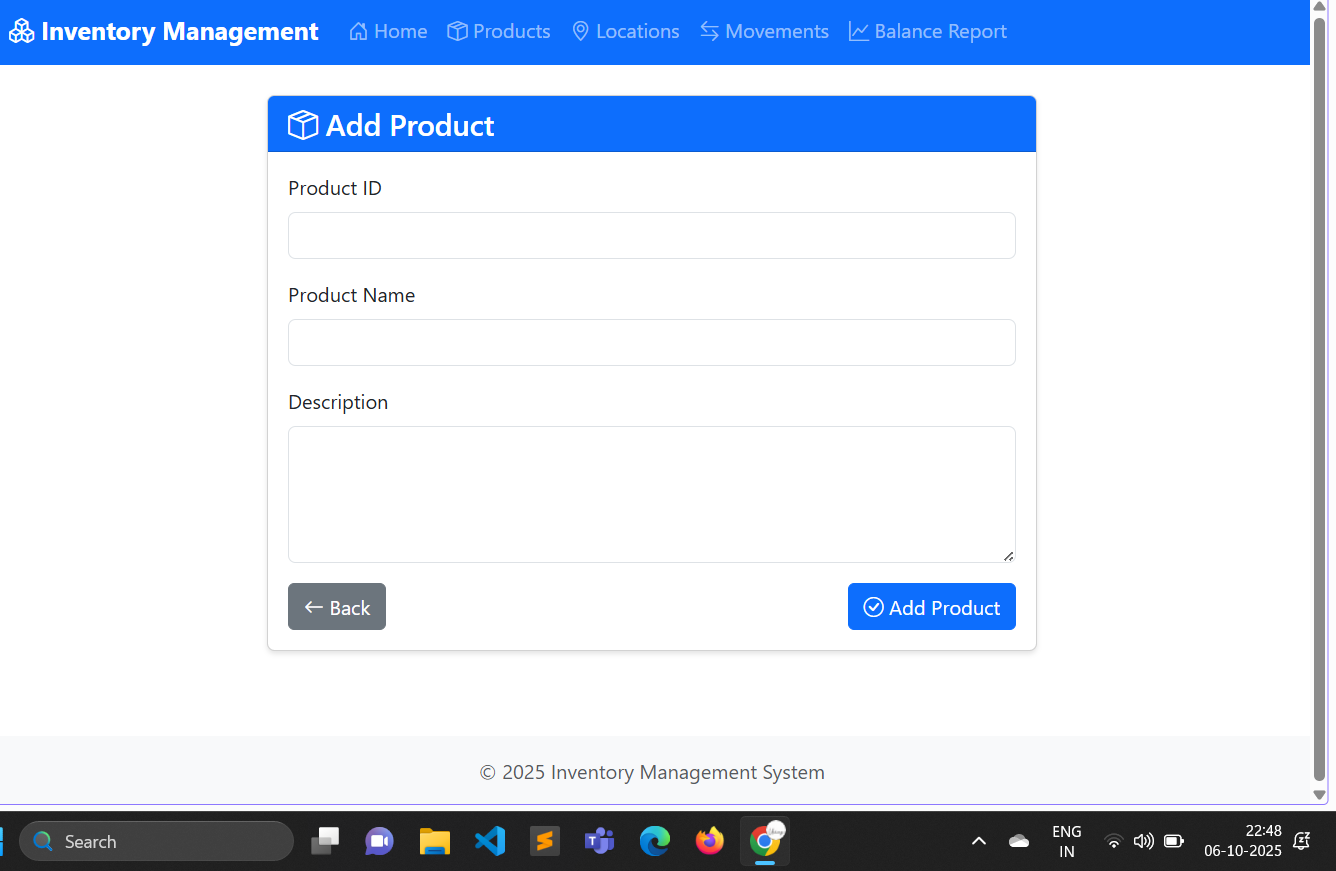 Inventory Management Home Products Locations Movements Balance Report
Add Product
Product ID
Product Name
Description
Back Add Product
© 2025 Inventory Management System
Search
ENG
IN
22:48
06-10-2025